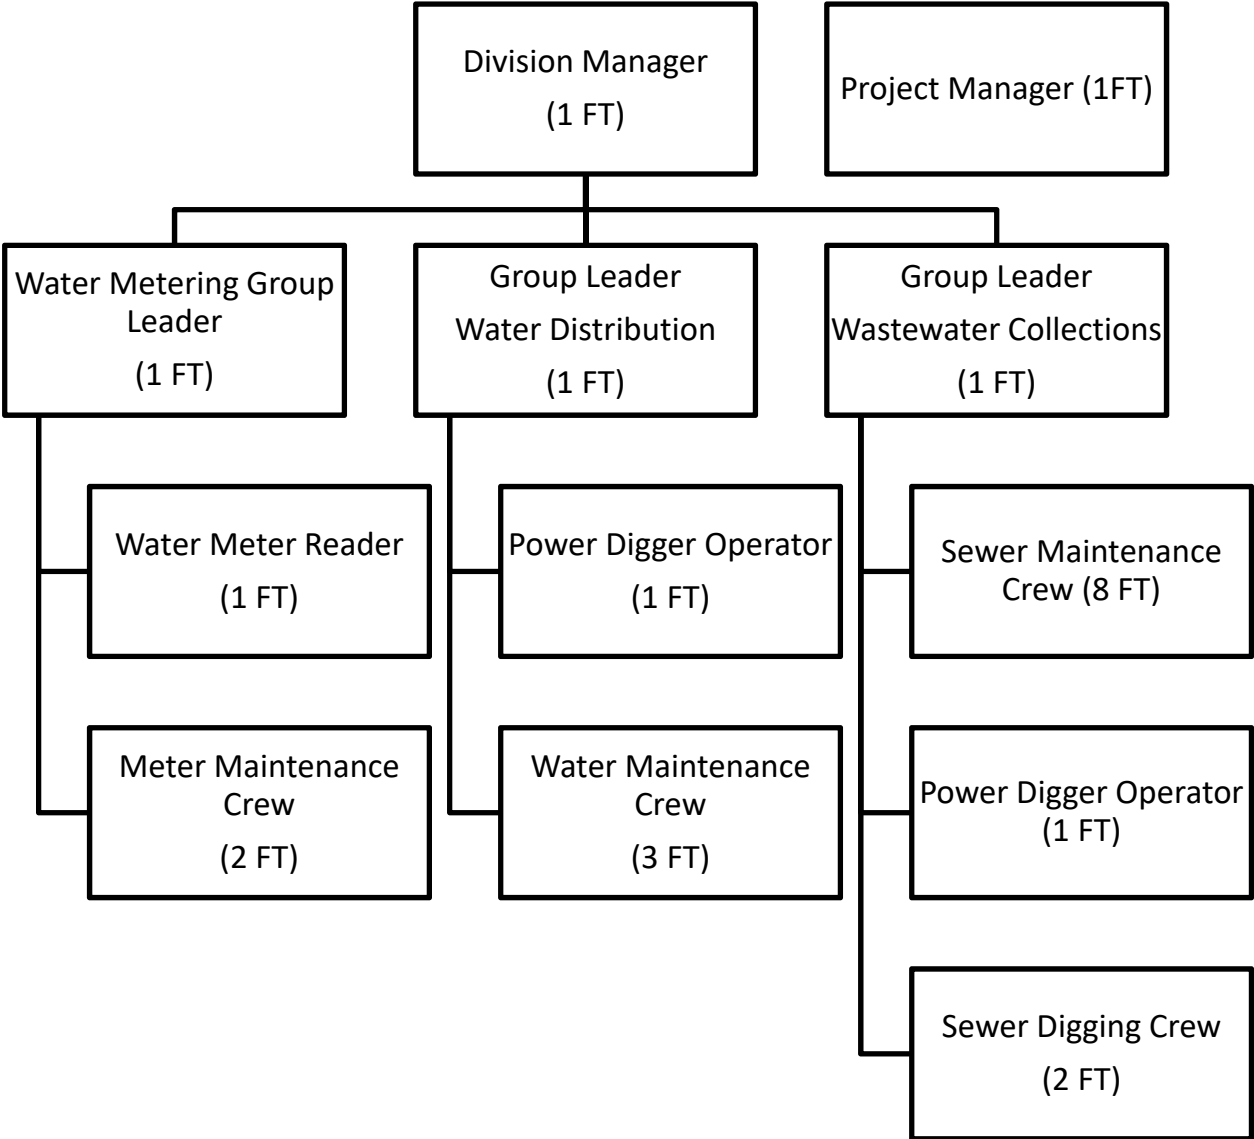 Division Manager
(1 FT)
Project Manager (1FT)
Water Metering Group
Leader
(1 FT)
Group Leader
Water Distribution
(1 FT)
Group Leader
Wastewater Collections
(1 FT)
Water Meter Reader
(1 FT)
Power Digger Operator
(1 FT)
Sewer Maintenance
Crew (8 FT)
Meter Maintenance
Crew
(2 FT)
Water Maintenance
Crew
(3 FT)
Power Digger Operator
(1 FT)
Sewer Digging Crew
(2 FT)